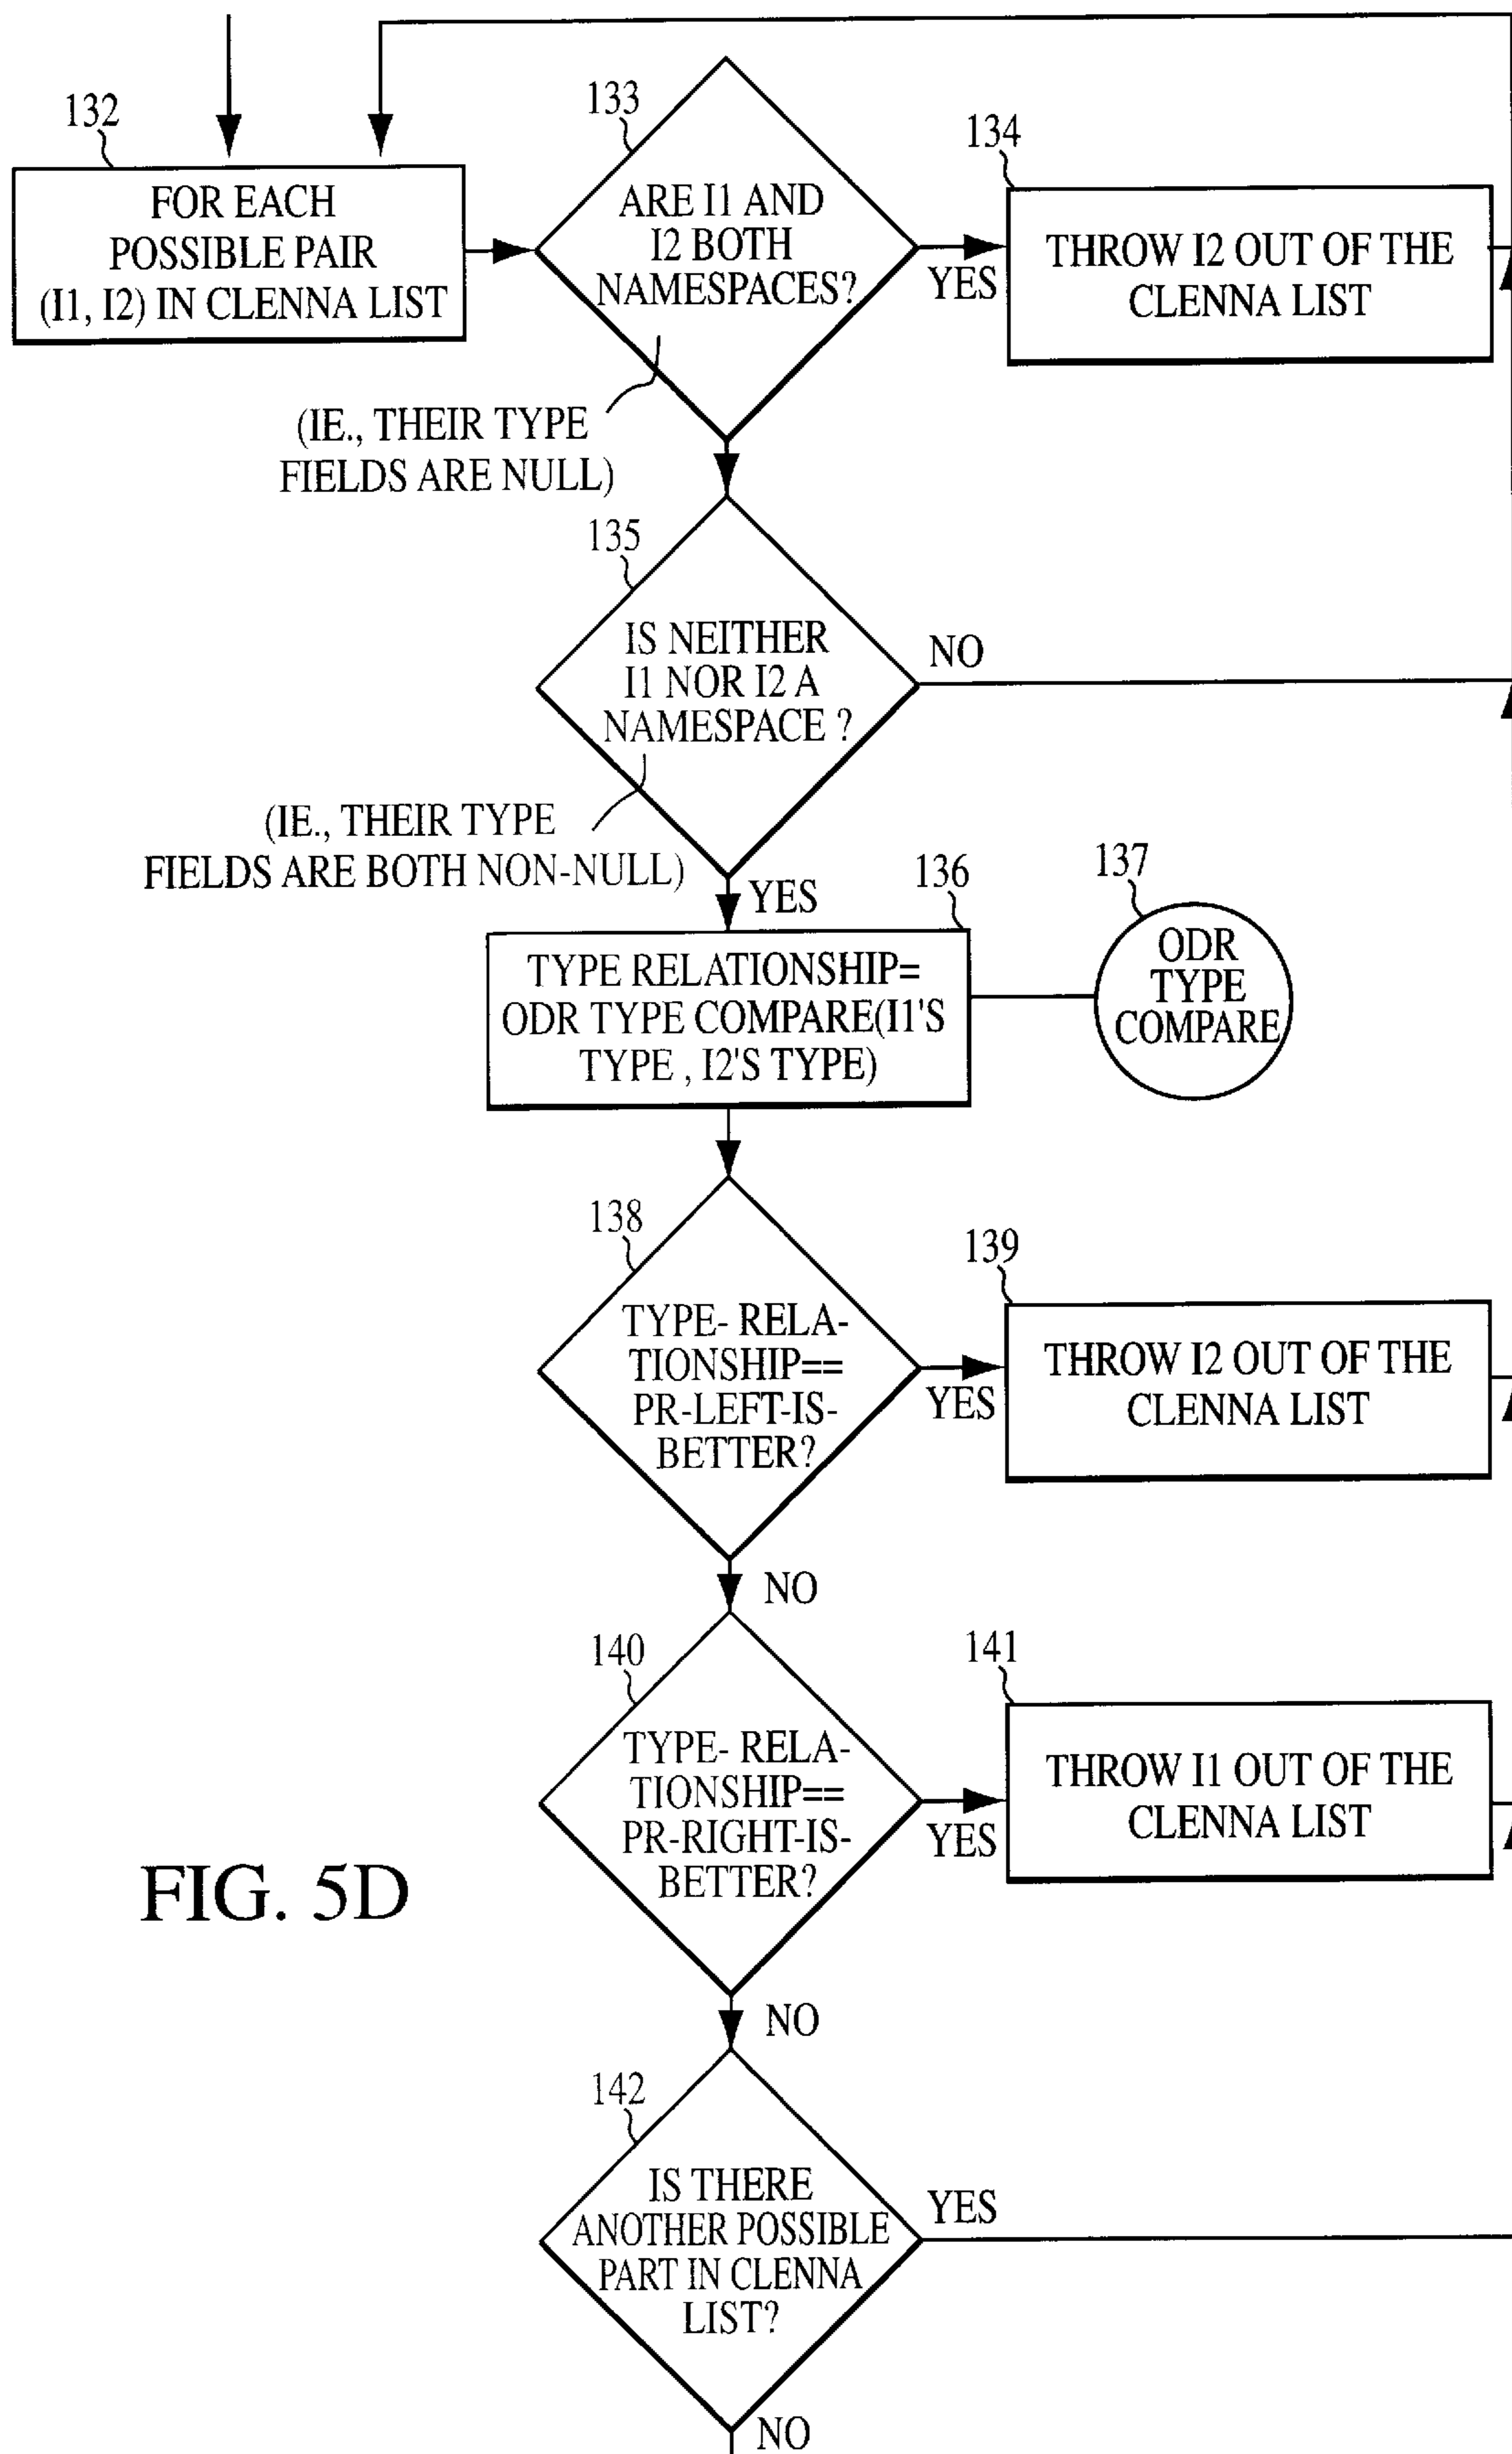 132
FOR EACH
POSSIBLE PAIR
(I1, I2) IN CLENNA LIST
133
ARE I1 AND
I2 BOTH
NAMESPACES?
YES
134
THROW I2 OUT OF THE
CLENNA LIST
(IE., THEIR TYPE
FIELDS ARE NULL)
135
IS NEITHER
I1 NOR I2 A
NAMESPACE ?
NO
(IE., THEIR TYPE
FIELDS ARE BOTH NON-NULL)
YES
136
TYPE RELATIONSHIP=
ODR TYPE COMPARE(I1'S
TYPE , I2'S TYPE)
137
ODR
TYPE
COMPARE
138
TYPE- RELA-
TIONSHIP==
PR-LEFT-IS-
BETTER?
YES
139
THROW I2 OUT OF THE
CLENNA LIST
NO
140
TYPE- RELA-
TIONSHIP==
PR-RIGHT-IS-
BETTER?
YES
141
THROW I1 OUT OF THE
CLENNA LIST
FIG. 5D
NO
142
IS THERE
ANOTHER POSSIBLE
PART IN CLENNA
LIST?
YES
NO